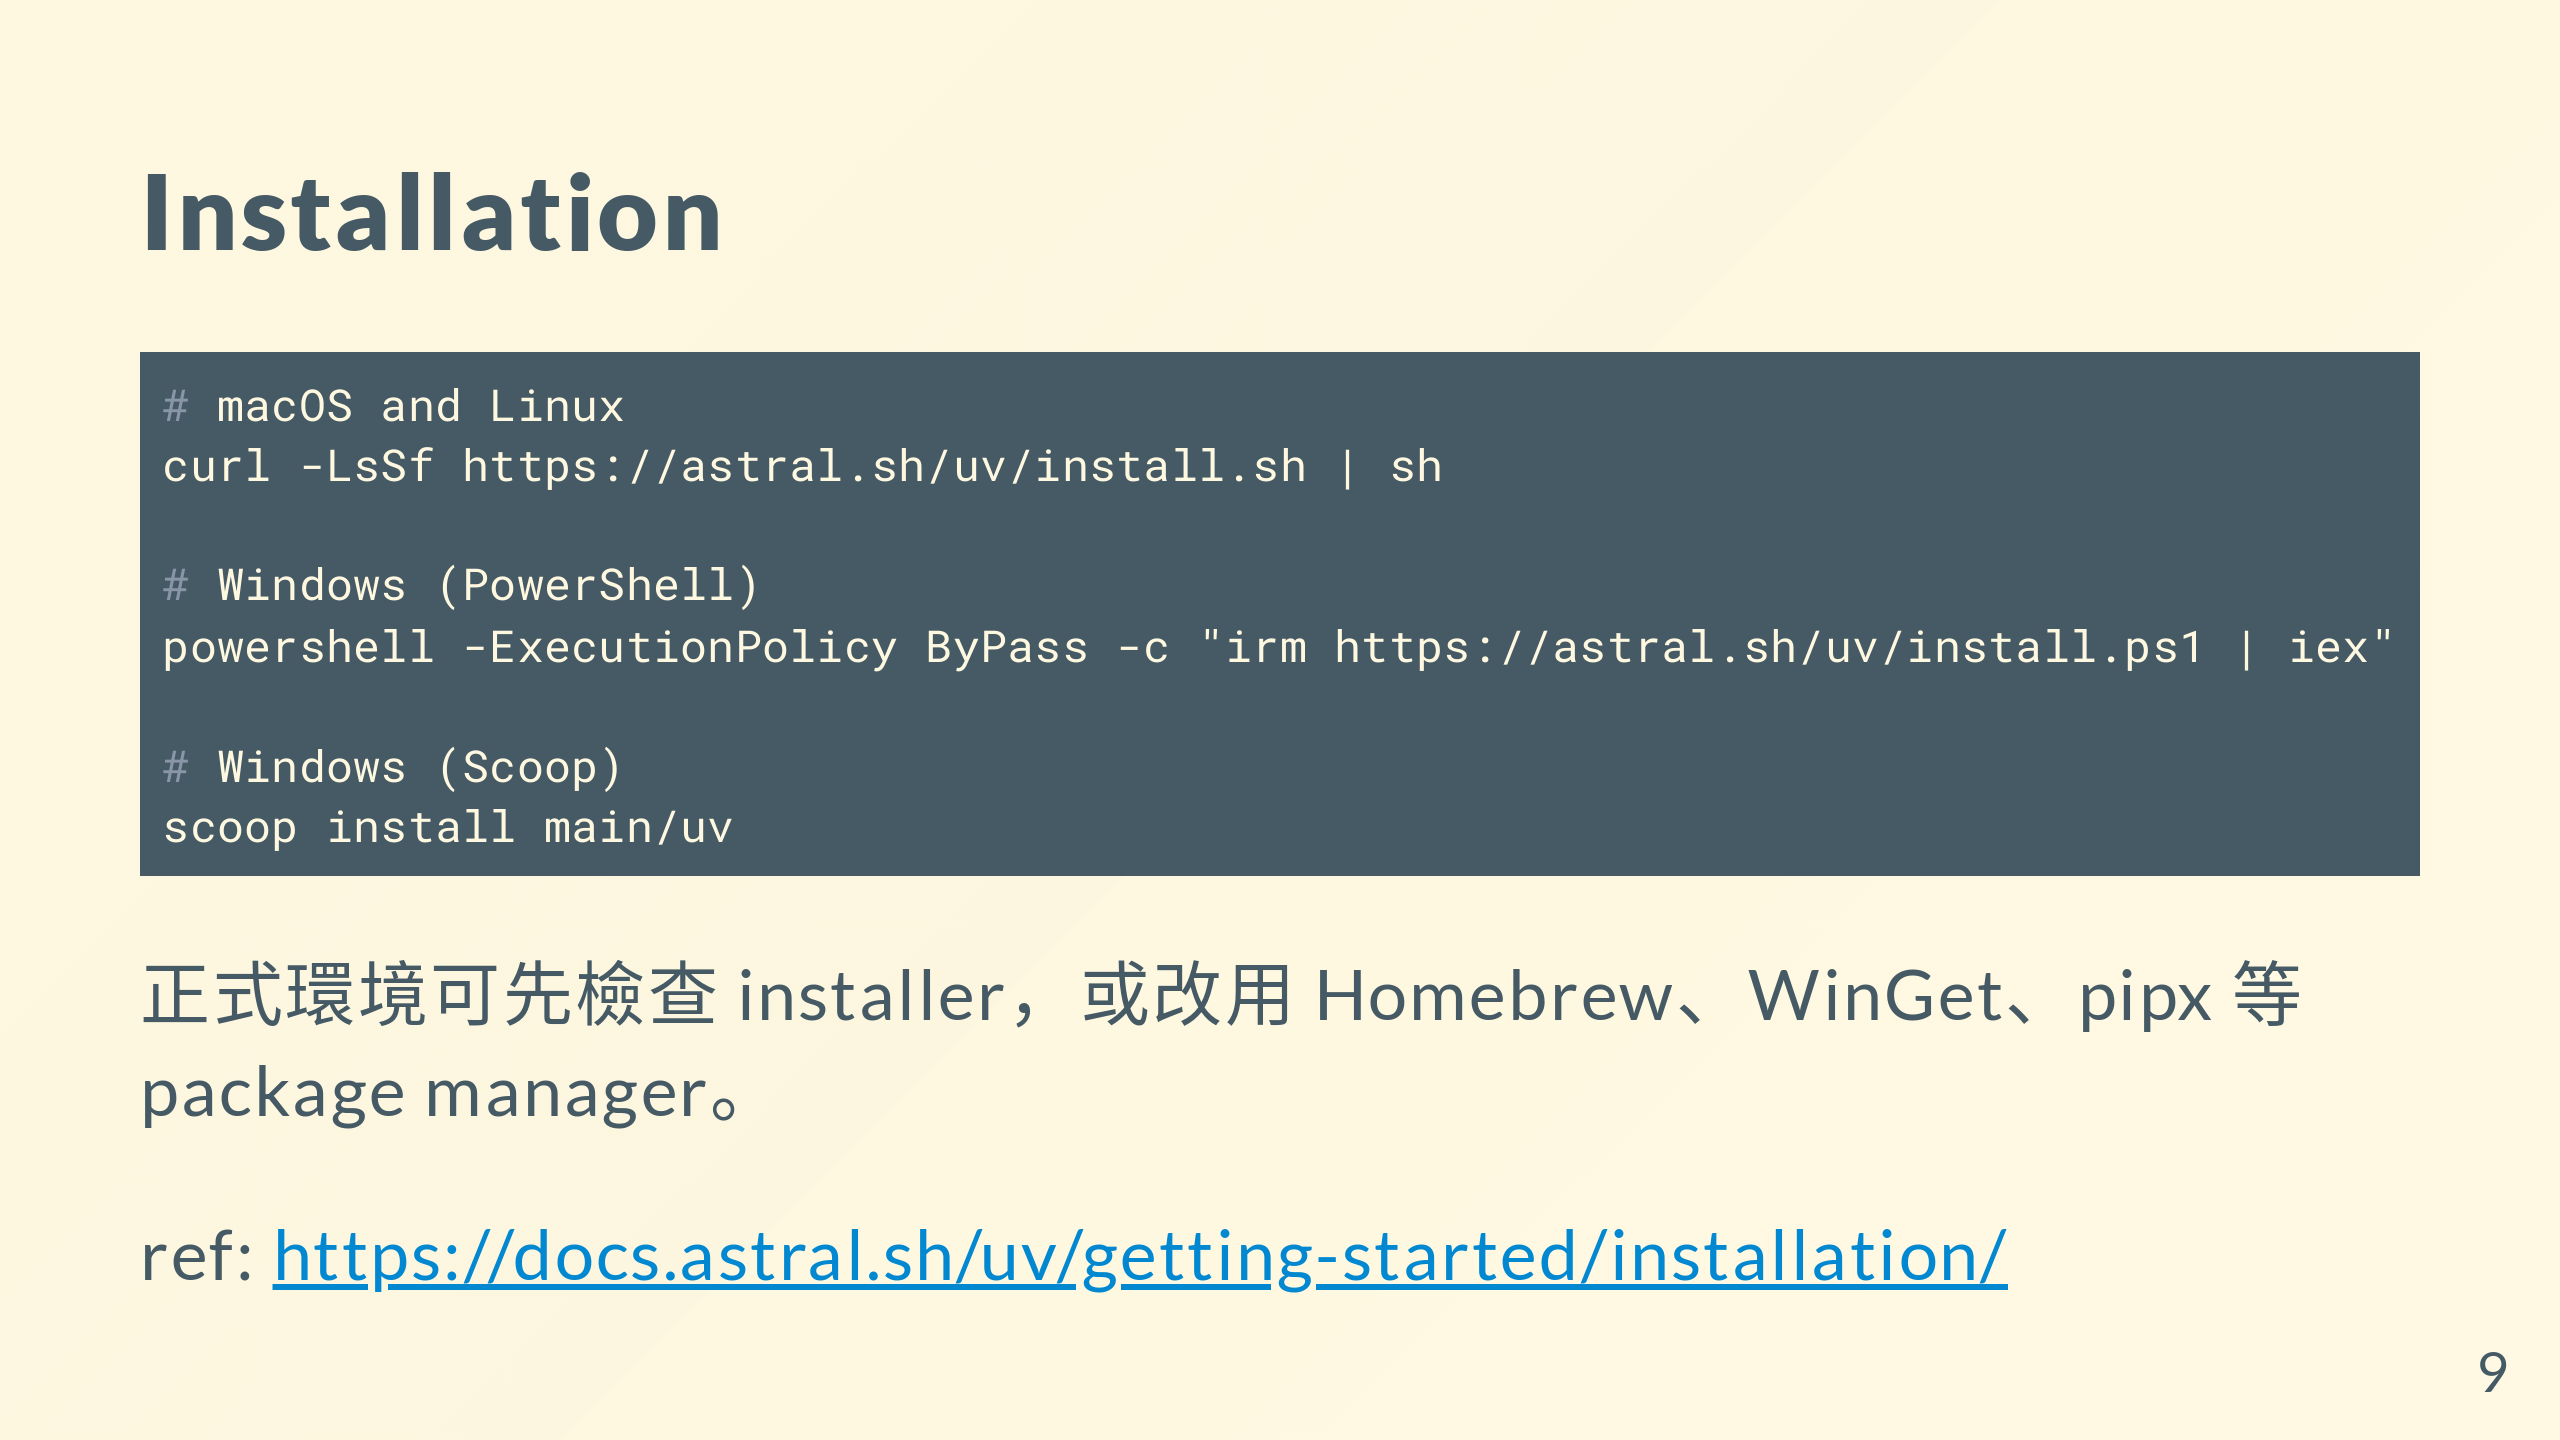 Installation
# macOS and Linux
curl -LsSf https://astral.sh/uv/install.sh | sh
# Windows (PowerShell)
powershell -ExecutionPolicy ByPass -c "irm https://astral.sh/uv/install.ps1 | iex"
# Windows (Scoop)
scoop install main/uv
正式環境可先檢查 installer，或改用 Homebrew、WinGet、pipx 等
package manager。
ref: https://docs.astral.sh/uv/getting-started/installation/
9